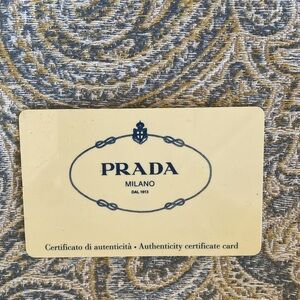 PRADA
MILANO
DAL 1913
Certificato di autenticità • Authenticity certificate card